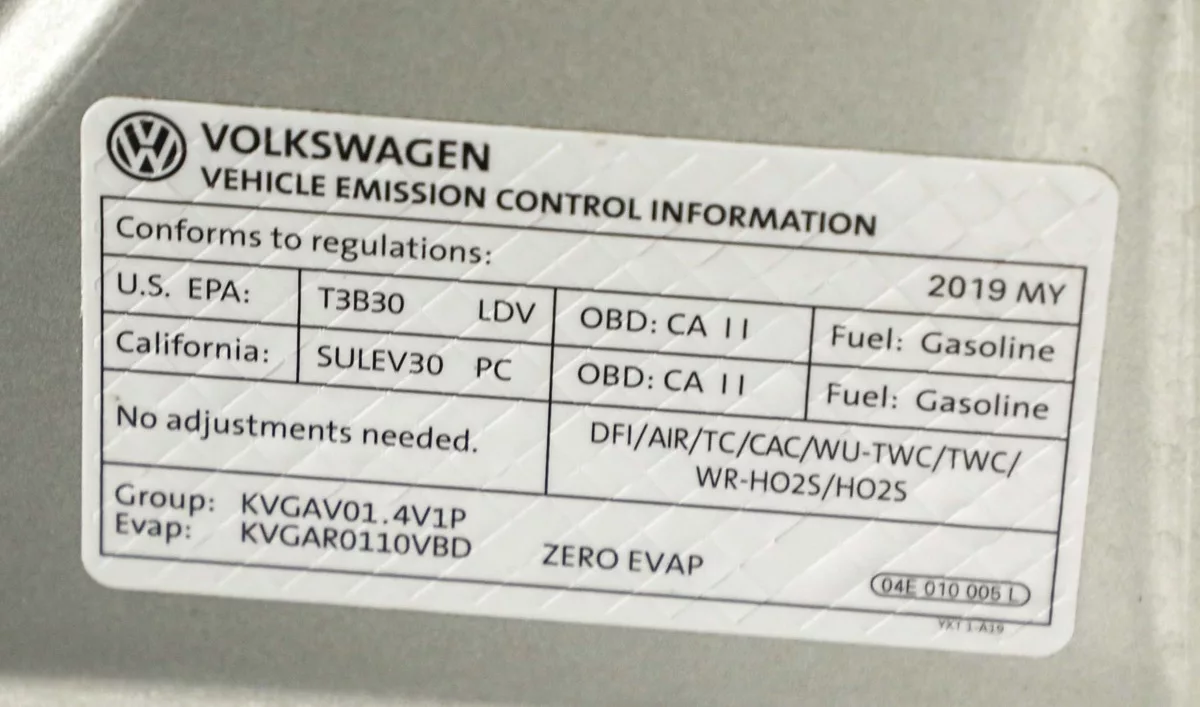 VOLKSWAGEN
VEHICLE EMISSION CONTROL INFORMATION
Conforms to regulations:
2019 MY
U.S. EPA: T3B30 LDV OBD: CA II Fuel: Gasoline
California: SULEV30 PC OBD: CA II Fuel: Gasoline
No adjustments needed.
DFI/AIR/TC/CAC/WU-TWC/TWC/
WR-HO2S/HO2S
Group: KVGAV01.4V1P
Evap: KVGAR0110VBD ZERO EVAP
04E 010 005 L